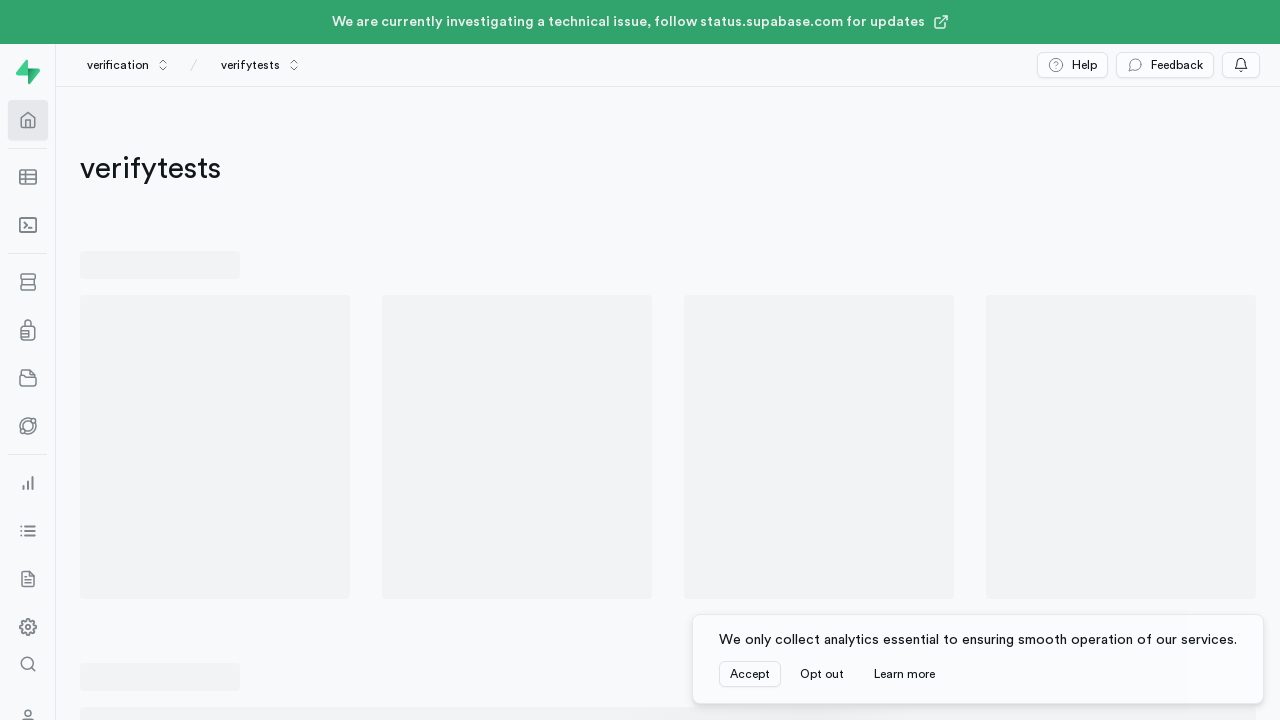 We are currently investigating a technical issue, follow status.supabase.com for updates
verification / verifytests
Help
Feedback
verifytests
We only collect analytics essential to ensuring smooth operation of our services.
Accept
Opt out
Learn more